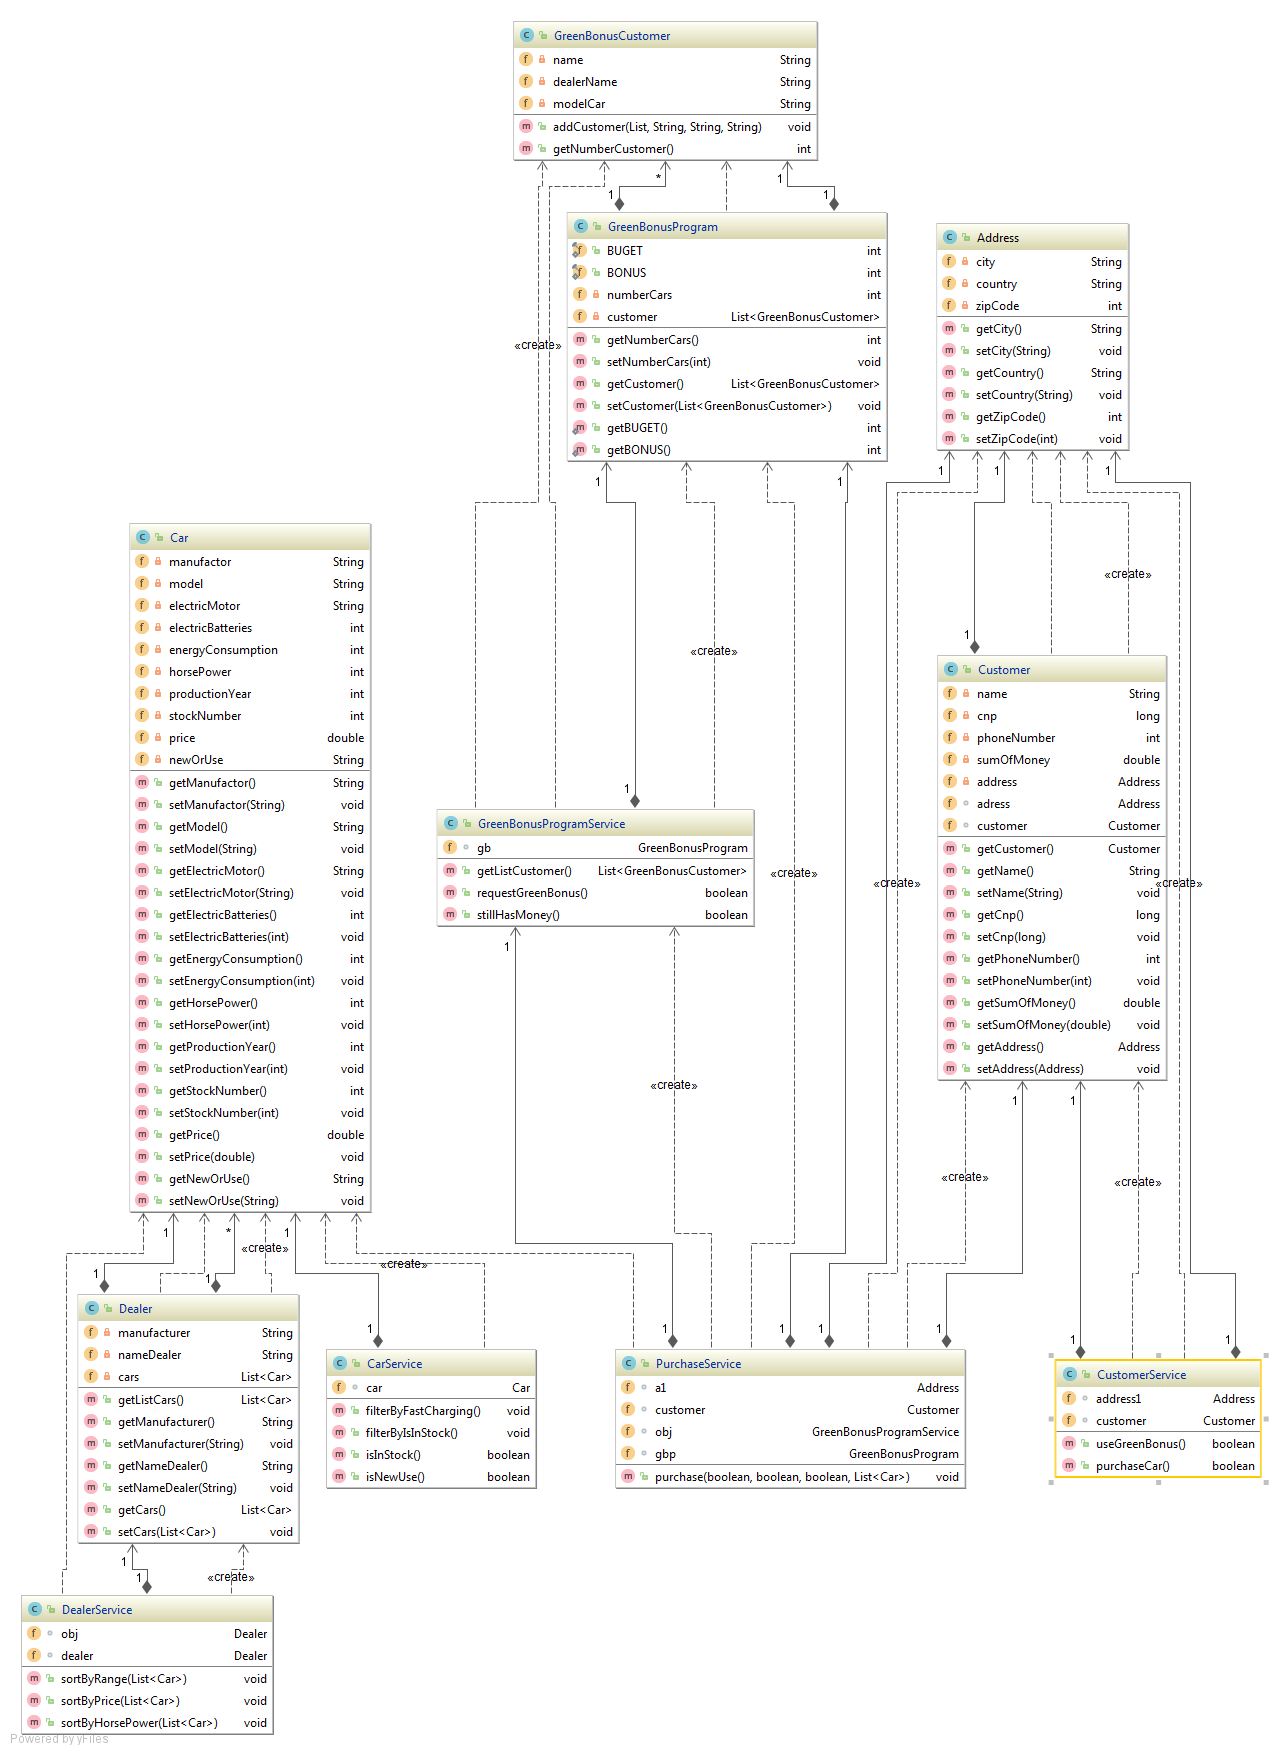 GreenBonusCustomer
name String
dealerName String
modelCar String
addCustomer(List, String, String, String) void
getNumberCustomer() int
1 * 1 1
GreenBonusProgram
BUGET int
BONUS int
numberCars int
customer List<GreenBonusCustomer>
getNumberCars() int
setNumberCars(int) void
getCustomer() List<GreenBonusCustomer>
setCustomer(List<GreenBonusCustomer>) void
getBUGET() int
getBONUS() int
«create»
1 1
Address
city String
country String
zipCode int
getCity() String
setCity(String) void
getCountry() String
setCountry(String) void
getZipCode() int
setZipCode(int) void
1 1 1
«create»
1
Car
manufactor String
model String
electricMotor String
electricBatteries int
energyConsumption int
horsePower int
productionYear int
stockNumber int
price double
newOrUse String
getManufactor() String
setManufactor(String) void
getModel() String
setModel(String) void
getElectricMotor() String
setElectricMotor(String) void
getElectricBatteries() int
setElectricBatteries(int) void
getEnergyConsumption() int
setEnergyConsumption(int) void
getHorsePower() int
setHorsePower(int) void
getProductionYear() int
setProductionYear(int) void
getStockNumber() int
setStockNumber(int) void
getPrice() double
setPrice(double) void
getNewOrUse() String
setNewOrUse(String) void
«create»
1
GreenBonusProgramService
gb GreenBonusProgram
getListCustomer() List<GreenBonusCustomer>
requestGreenBonus() boolean
stillHasMoney() boolean
«create»
«create»
«create»
1
«create»
Customer
name String
cnp long
phoneNumber int
sumOfMoney double
address Address
adress Address
customer Customer
getCustomer() Customer
getName() String
setName(String) void
getCnp() long
setCnp(long) void
getPhoneNumber() int
setPhoneNumber(int) void
getSumOfMoney() double
setSumOfMoney(double) void
getAddress() Address
setAddress(Address) void
1 1
«create»
«create»
1 * 1
«create»
«create»
1 1
Dealer
manufacturer String
nameDealer String
cars List<Car>
getListCars() List<Car>
getManufacturer() String
setManufacturer(String) void
getNameDealer() String
setNameDealer(String) void
getCars() List<Car>
setCars(List<Car>) void
1
CarService
car Car
filterByFastCharging() void
filterByIsInStock() void
isInStock() boolean
isNewUse() boolean
1 1 1 1
PurchaseService
a1 Address
customer Customer
obj GreenBonusProgramService
gbp GreenBonusProgram
purchase(boolean, boolean, boolean, List<Car>) void
1 1
CustomerService
address1 Address
customer Customer
useGreenBonus() boolean
purchaseCar() boolean
1
1
«create»
DealerService
obj Dealer
dealer Dealer
sortByRange(List<Car>) void
sortByPrice(List<Car>) void
sortByHorsePower(List<Car>) void
Powered by yFiles